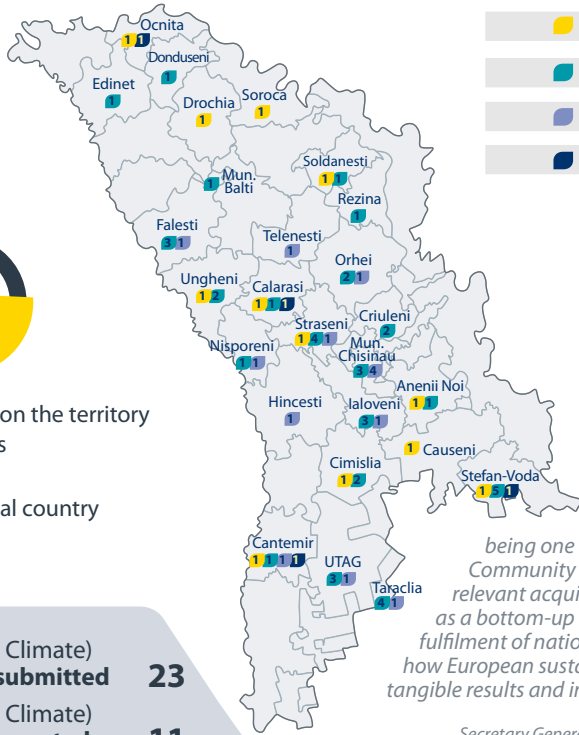 Ocnita
1 1
Donduseni
1
Edinet
1
Drochia
1
Soroca
1
Soldanesti
1 1
Mun.
Balti
1
Rezina
1
Falesti
3 1
Telenesti
1
Orhei
2 1
Ungheni
1 2
Calarasi
1 1 1
Criuleni
2
Straseni
1 4 1
Nisporeni
1 1
Mun.
Chisinau
3 4
Anenii Noi
1 1
Hincesti
1
Ialoveni
3 1
Causeni
1
Cimislia
1 2
Stefan-Voda
1 5 1
Cantemir
1 1 1 1
UTAG
3 1
Taraclia
4 1
on the territory
s
al country
being one
Community
relevant acqui
as a bottom-up
fulfilment of natio
how European susta
tangible results and in
Secretary Genera
Climate)
submitted 23
Climate)
11